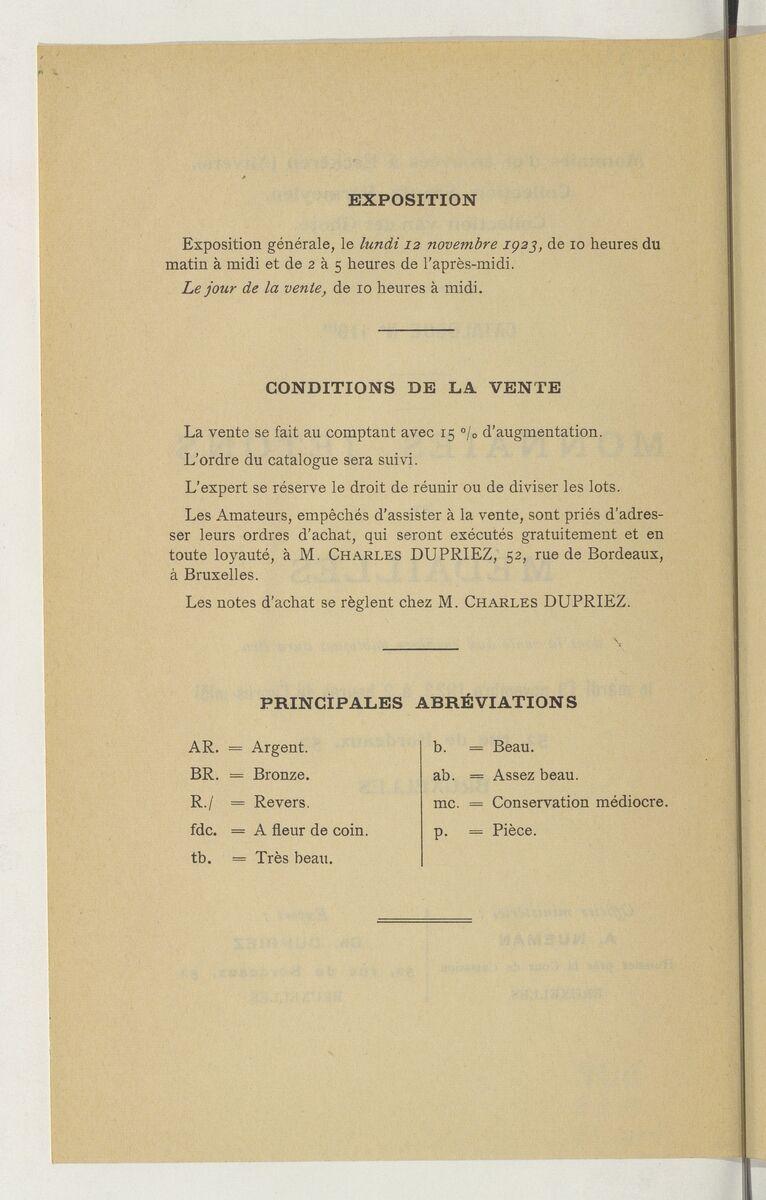 EXPOSITION
Exposition générale, le lundi 12 novembre 1923, de 10 heures du
matin à midi et de 2 à 5 heures de l'après-midi.
Le jour de la vente, de 10 heures à midi.
CONDITIONS DE LA VENTE
La vente se fait au comptant avec 15 % d'augmentation.
L'ordre du catalogue sera suivi.
L'expert se réserve le droit de réunir ou de diviser les lots.
Les Amateurs, empêchés d'assister à la vente, sont priés d'adres-
ser leurs ordres d'achat, qui seront exécutés gratuitement et en
toute loyauté, à M. CHARLES DUPRIEZ, 52, rue de Bordeaux,
à Bruxelles.
Les notes d'achat se règlent chez M. CHARLES DUPRIEZ.
PRINCIPALES ABRÉVIATIONS
AR. = Argent.
BR. = Bronze.
R./ = Revers.
fdc. = A fleur de coin.
tb. = Très beau.
b. = Beau.
ab. = Assez beau.
mc. = Conservation médiocre.
p. = Pièce.